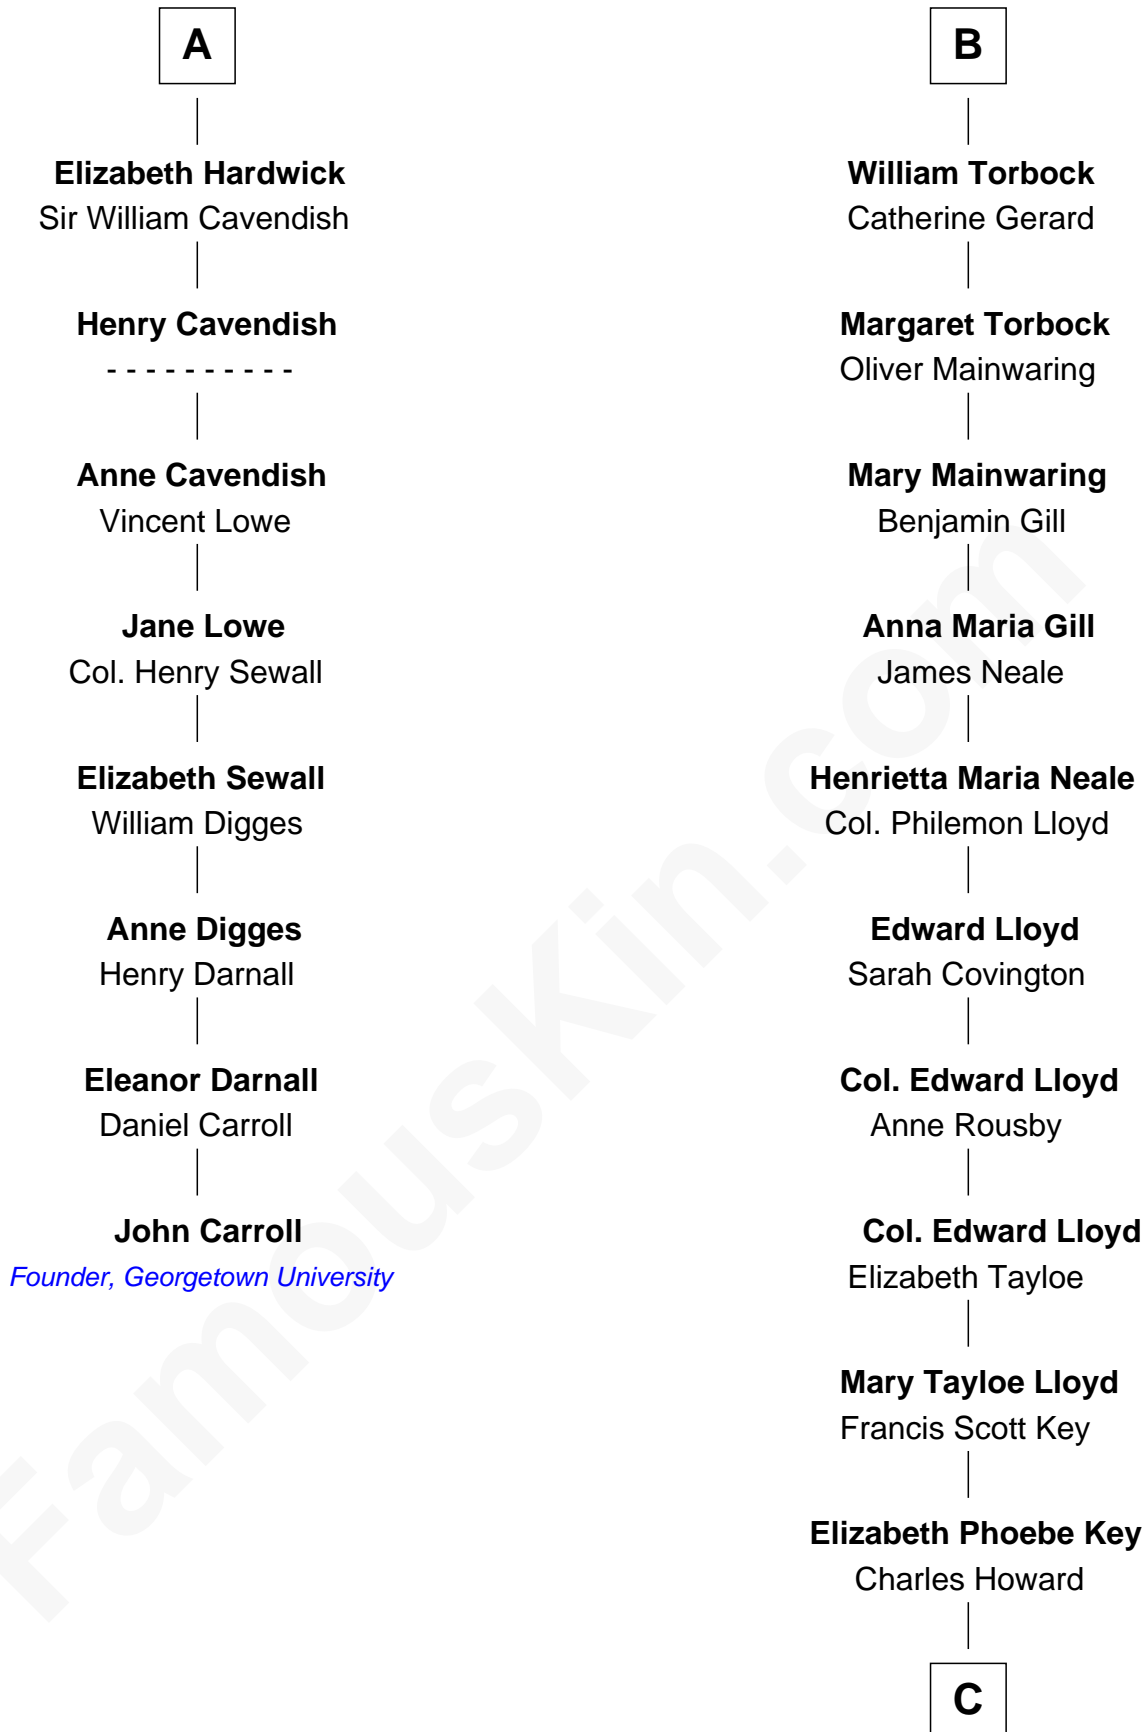 A
Elizabeth Hardwick
Sir William Cavendish
Henry Cavendish
- - - - - - - - - -
Anne Cavendish
Vincent Lowe
Jane Lowe
Col. Henry Sewall
Elizabeth Sewall
William Digges
Anne Digges
Henry Darnall
Eleanor Darnall
Daniel Carroll
John Carroll
Founder, Georgetown University
B
William Torbock
Catherine Gerard
Margaret Torbock
Oliver Mainwaring
Mary Mainwaring
Benjamin Gill
Anna Maria Gill
James Neale
Henrietta Maria Neale
Col. Philemon Lloyd
Edward Lloyd
Sarah Covington
Col. Edward Lloyd
Anne Rousby
Col. Edward Lloyd
Elizabeth Tayloe
Mary Tayloe Lloyd
Francis Scott Key
Elizabeth Phoebe Key
Charles Howard
C
FamousKin.com